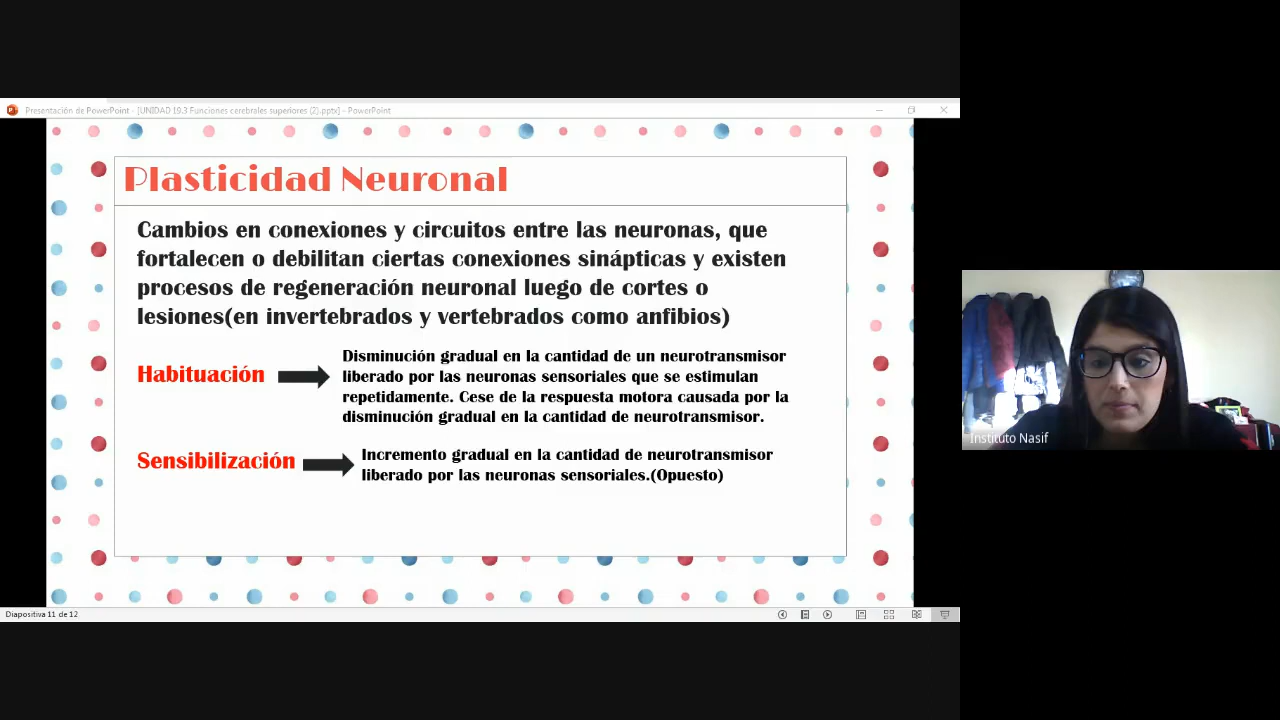 Presentación de PowerPoint - [UNIDAD 19.3 Funciones cerebrales superiores (2).pptx] - PowerPoint
Plasticidad Neuronal
Cambios en conexiones y circuitos entre las neuronas, que
fortalecen o debilitan ciertas conexiones sinápticas y existen
procesos de regeneración neuronal luego de cortes o
lesiones(en invertebrados y vertebrados como anfibios)
Habituación
Disminución gradual en la cantidad de un neurotransmisor
liberado por las neuronas sensoriales que se estimulan
repetidamente. Cese de la respuesta motora causada por la
disminución gradual en la cantidad de neurotransmisor.
Sensibilización
Incremento gradual en la cantidad de neurotransmisor
liberado por las neuronas sensoriales.(Opuesto)
Instituto Nasif
Diapositiva 11 de 12